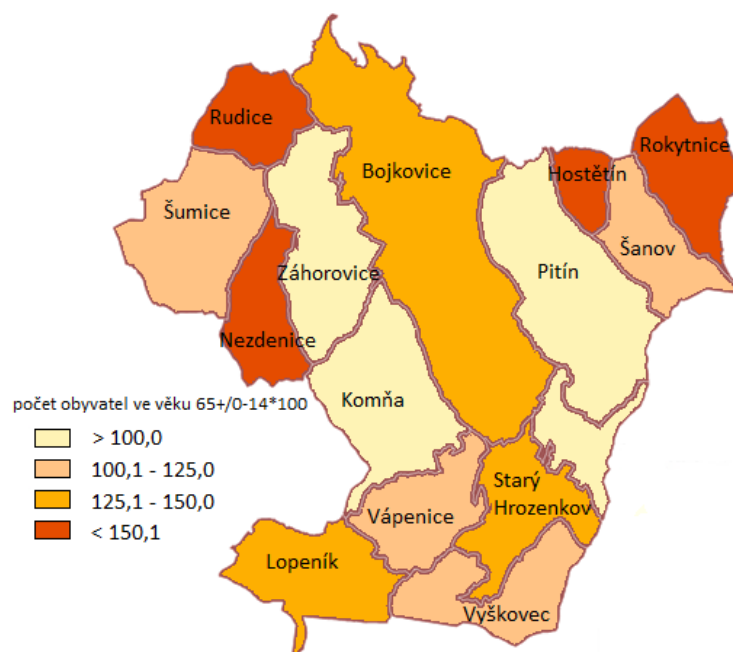 Rudice
Rokytnice
Bojkovice
Hostětín
Šumice
Šanov
Záhorovice
Pitín
Nezdenice
Komňa
počet obyvatel ve věku 65+/0-14*100
> 100,0
100,1 - 125,0
125,1 - 150,0
< 150,1
Starý
Hrozenkov
Vápenice
Lopeník
Vyškovec